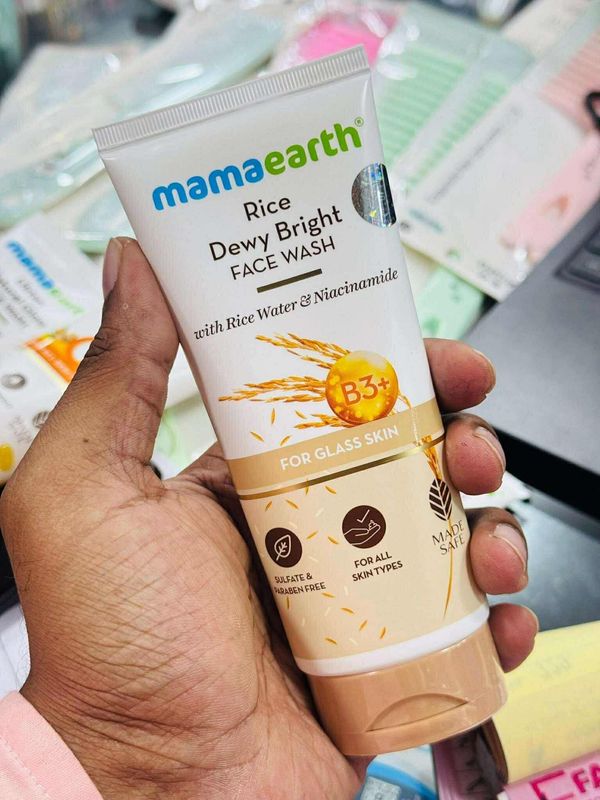 mamaearth®
Rice
Dewy Bright
FACE WASH
with Rice Water & Niacinamide
B3+
FOR GLASS SKIN
SULFATE &
PARABEN FREE
FOR ALL
SKIN TYPES
MADE
SAFE
mamaearth